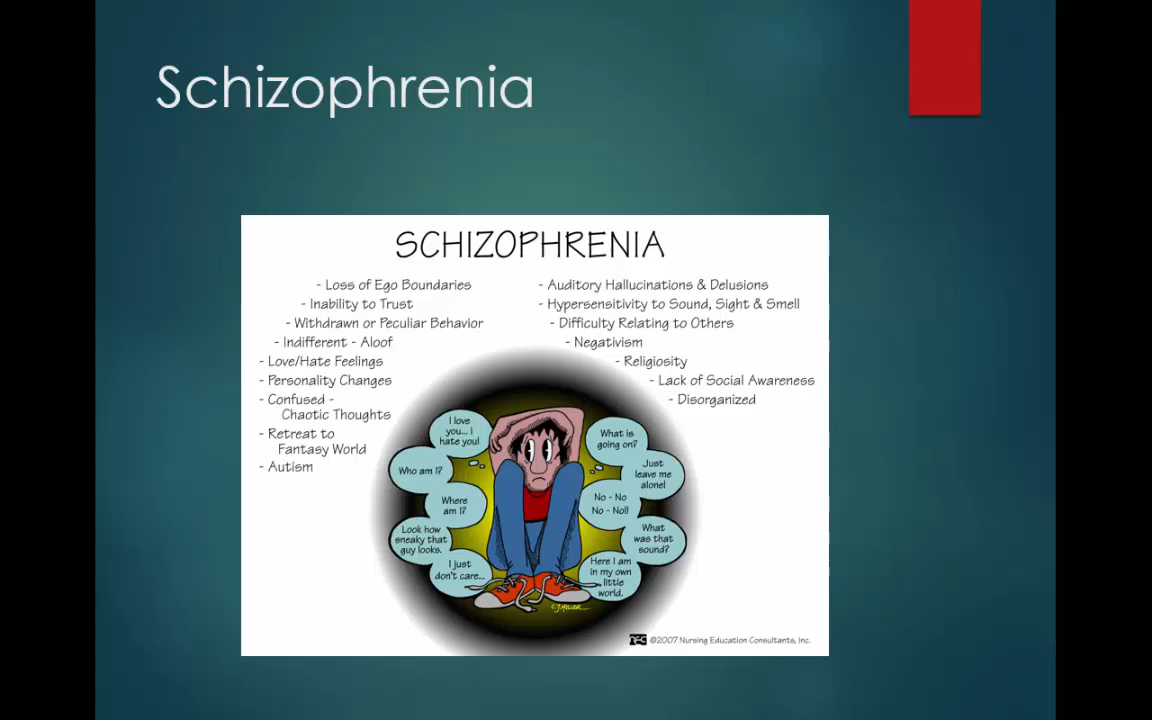 Schizophrenia
SCHIZOPHRENIA
- Loss of Ego Boundaries
- Inability to Trust
- Withdrawn or Peculiar Behavior
- Indifferent - Aloof
- Love/Hate Feelings
- Personality Changes
- Confused -
Chaotic Thoughts
- Retreat to
Fantasy World
- Autism
- Auditory Hallucinations & Delusions
- Hypersensitivity to Sound, Sight & Smell
- Difficulty Relating to Others
- Negativism
- Religiosity
- Lack of Social Awareness
- Disorganized
I love
you... I
hate you!
Who am I?
Where
am I?
Look how
sneaky that
guy looks.
I just
don't care...
What is
going on?
Just
leave me
alone!
No - No
No - No!!
What
was that
sound?
Here I am
in my own
little
world.
C.J.MILLER
NEC ©2007 Nursing Education Consultants, Inc.